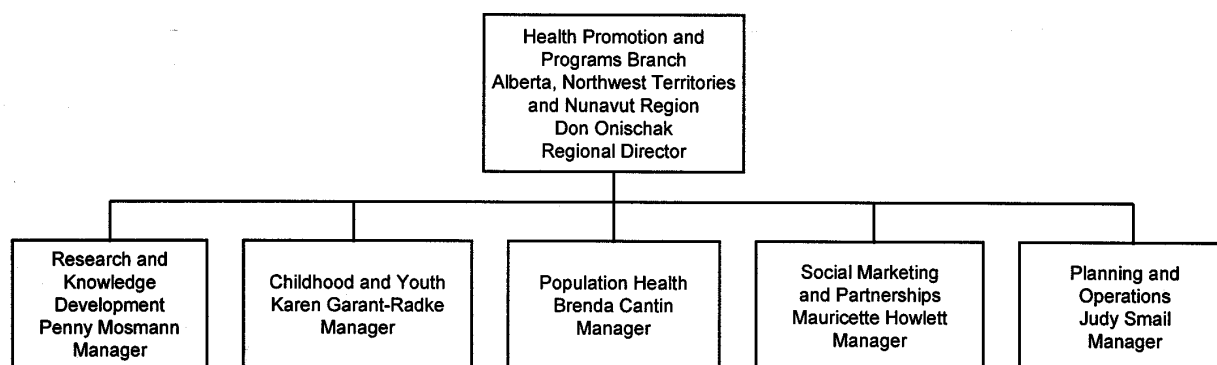 Health Promotion and
Programs Branch
Alberta, Northwest Territories
and Nunavut Region
Don Onischak
Regional Director
Research and
Knowledge
Development
Penny Mosmann
Manager
Childhood and Youth
Karen Garant-Radke
Manager
Population Health
Brenda Cantin
Manager
Social Marketing
and Partnerships
Mauricette Howlett
Manager
Planning and
Operations
Judy Smail
Manager